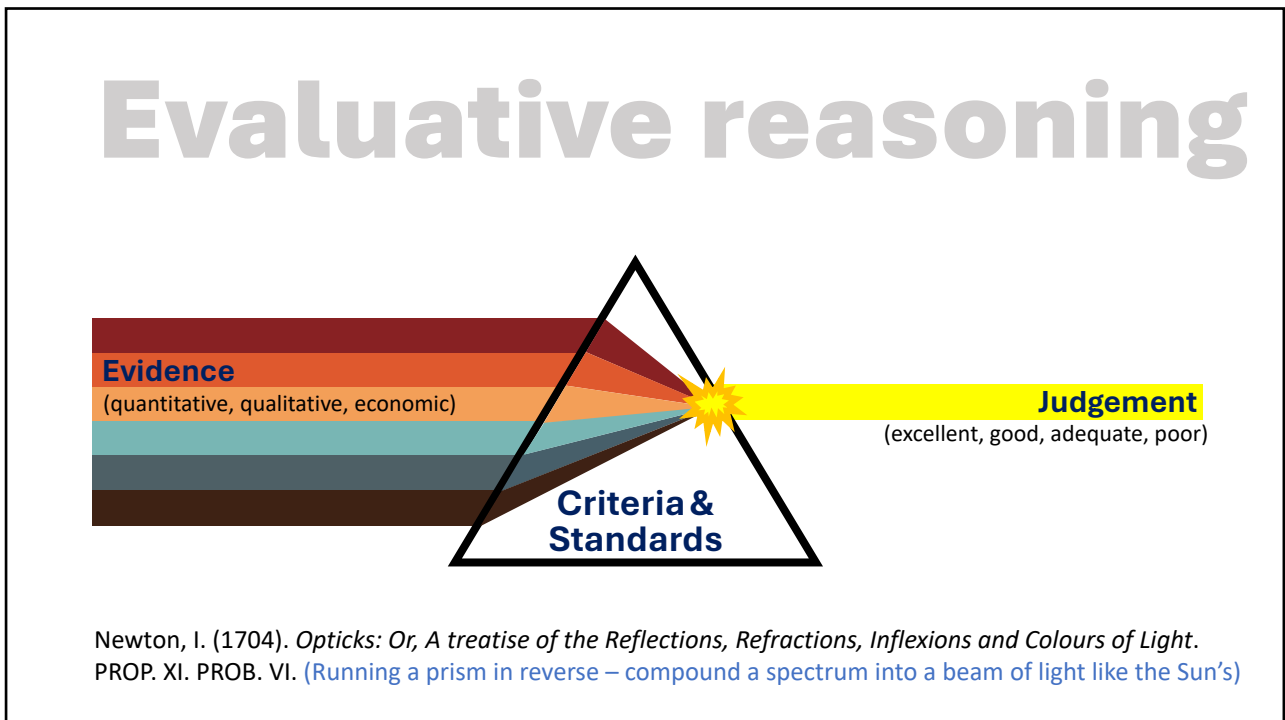 Evaluative reasoning
Evidence
(quantitative, qualitative, economic)
Judgement
(excellent, good, adequate, poor)
Criteria &
Standards
Newton, I. (1704). Opticks: Or, A treatise of the Reflections, Refractions, Inflexions and Colours of Light.
PROP. XI. PROB. VI. (Running a prism in reverse – compound a spectrum into a beam of light like the Sun's)